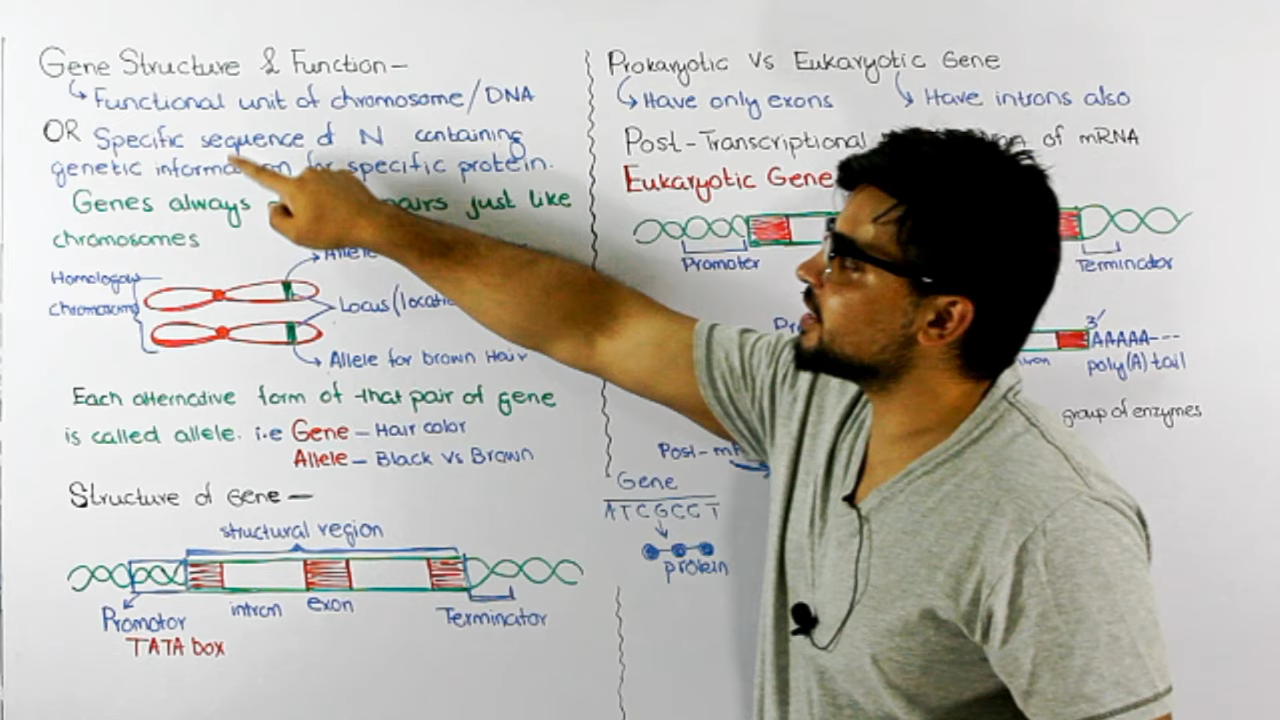 Gene Structure & Function -
Functional unit of chromosome/DNA
OR Specific sequence of N containing
genetic informa for specific protein.
Genes always pairs just like
chromosomes
Homologous
chromosome
Allele
Locus
Allele for brown Hair
Each alternative form of that pair of gene
is called allele. i.e Gene - Hair color
Allele - Black vs Brown
Structure of Gene -
structural region
Promotor
intron
exon
Terminator
TATA box
Prokaryotic Vs Eukaryotic Gene
Have only exons
Have introns also
Post-Transcriptional of mRNA
Eukaryotic Gene
Promoter
Terminator
3'
AAAAA---
poly(A) tail
group of enzymes
Post-m
Gene
ATCGCCT
protein